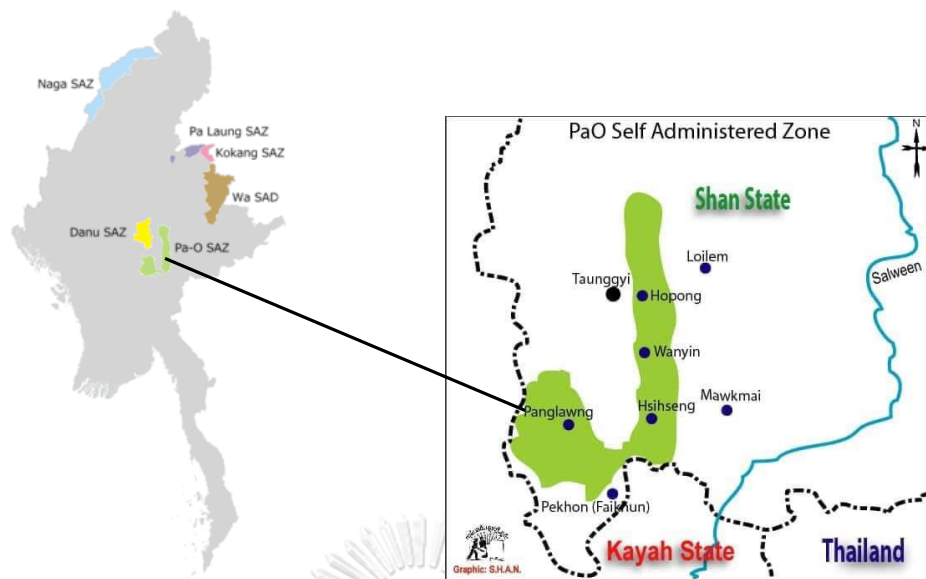 Naga SAZ
Pa Laung SAZ
Kokang SAZ
Wa SAD
Danu SAZ
Pa-O SAZ
PaO Self Administered Zone
N
Shan State
Loilem
Taunggyi
Hopong
Salween
Wanyin
Mawkmai
Panglawng
Hsihseng
Pekhon (Faikhun)
Kayah State
Thailand
Graphic: S.H.A.N.